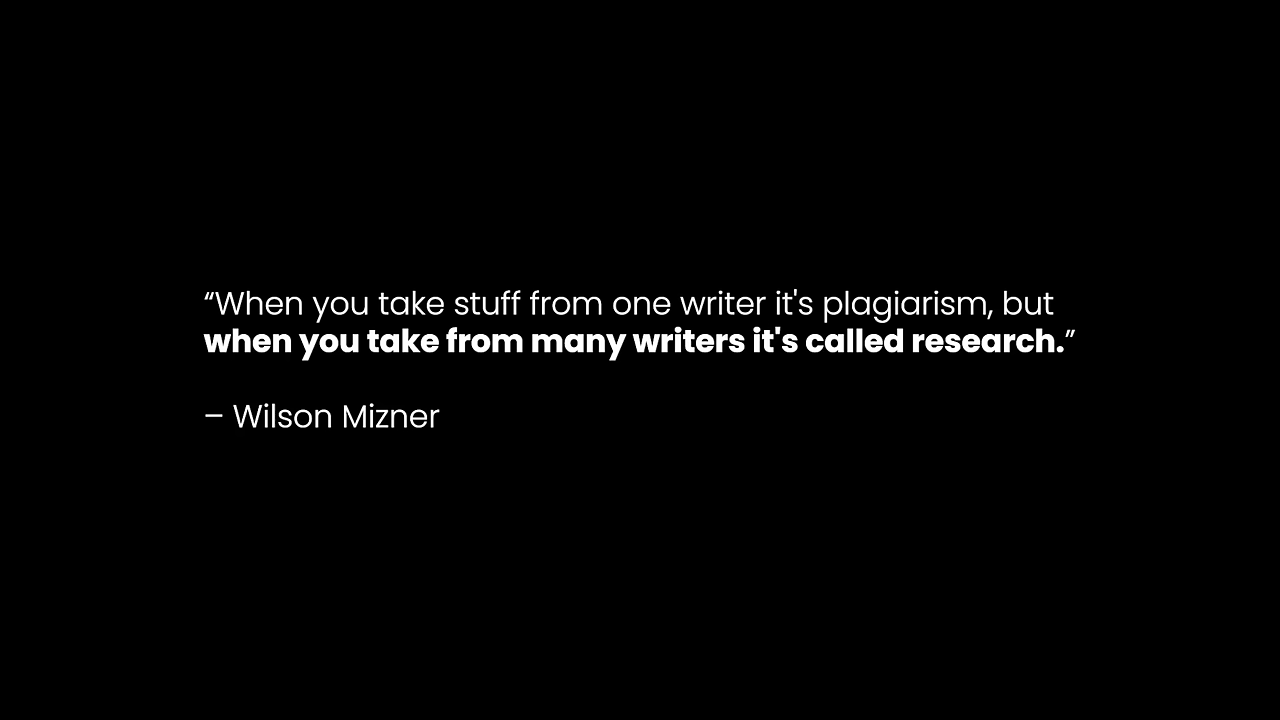 “When you take stuff from one writer it's plagiarism, but
when you take from many writers it's called research.”
– Wilson Mizner